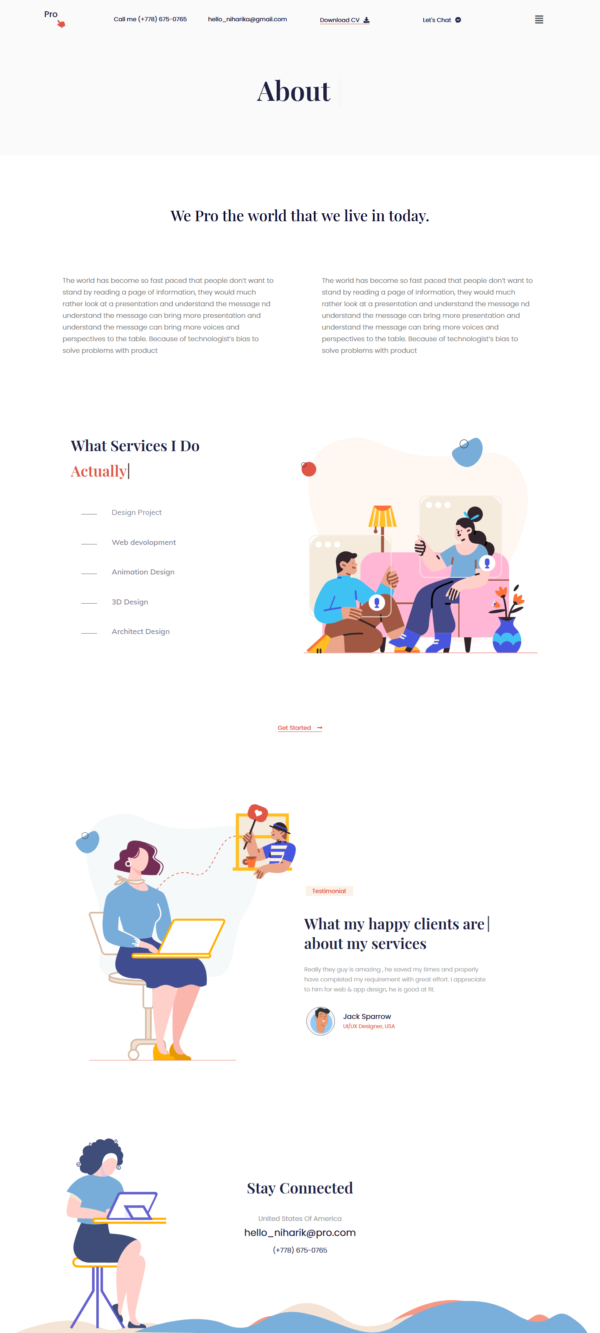 Pro
Call me (+778) 675-0765
hello_niharika@gmail.com
Download CV
Let's Chat
About
We Pro the world that we live in today.
The world has become so fast paced that people don't want to
stand by reading a page of information, they would much
rather look at a presentation and understand the message nd
understand the message can bring more presentation and
understand the message can bring more voices and
perspectives to the table. Because of technologist's bias to
solve problems with product
The world has become so fast paced that people don't want to
stand by reading a page of information, they would much
rather look at a presentation and understand the message nd
understand the message can bring more presentation and
understand the message can bring more voices and
perspectives to the table. Because of technologist's bias to
solve problems with product
What Services I Do
Actually
Design Project
Web devolopment
Animation Design
3D Design
Architect Design
Get Started
Testimonial
What my happy clients are
about my services
Really they guy is amazing , he saved my times and properly
have completed my requirement with great effort. I appreciate
to him for web & app design, he is good at fit.
Jack Sparrow
UI/UX Designer, USA
Stay Connected
United States Of America
hello_niharik@pro.com
(+778) 675-0765